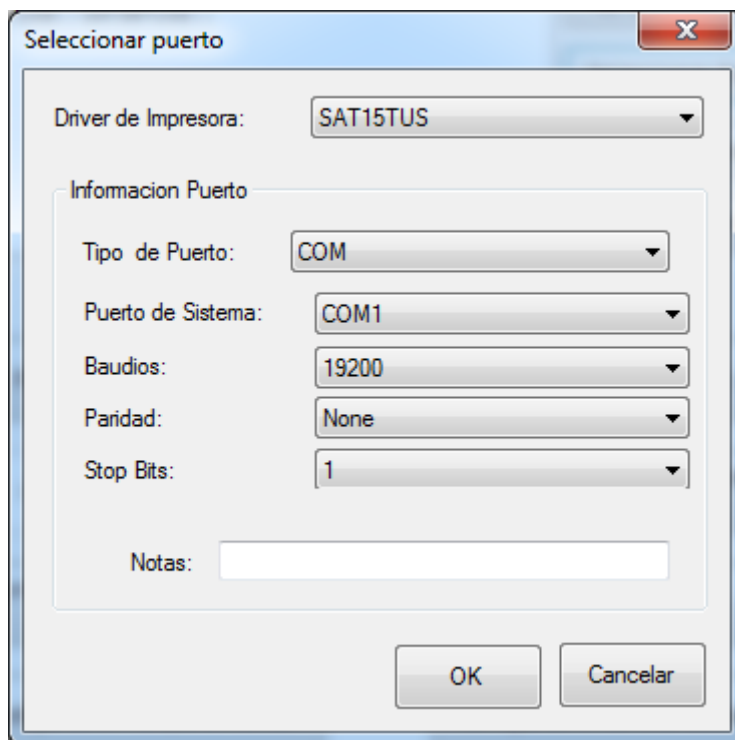 Seleccionar puerto
Driver de Impresora: SAT15TUS
Informacion Puerto
Tipo de Puerto: COM
Puerto de Sistema: COM1
Baudios: 19200
Paridad: None
Stop Bits: 1
Notas:
OK Cancelar